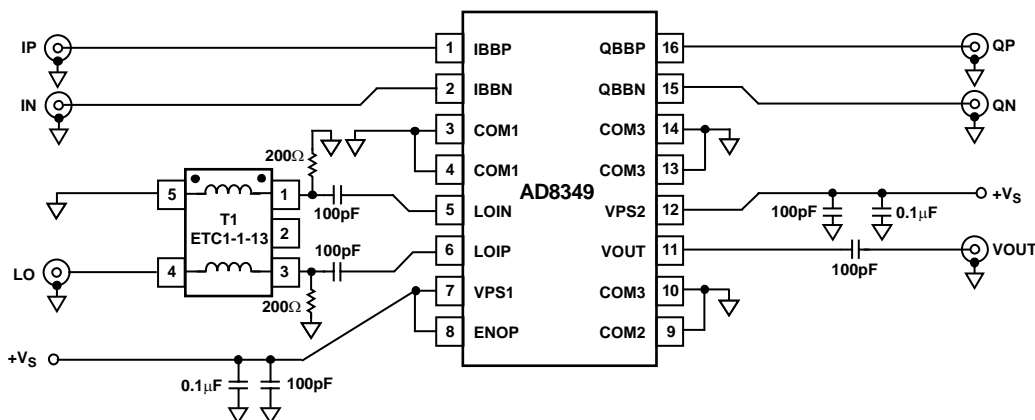 IP
IN
LO
+VS
QP
QN
+VS
VOUT
1 IBBP
2 IBBN
3 COM1
4 COM1
5 LOIN
6 LOIP
7 VPS1
8 ENOP
AD8349
QBBP 16
QBBN 15
COM3 14
COM3 13
VPS2 12
VOUT 11
COM3 10
COM2 9
200Ω
100pF
5
1
T1
ETC1-1-13
2
4
3
100pF
200Ω
0.1μF
100pF
100pF
0.1μF
100pF